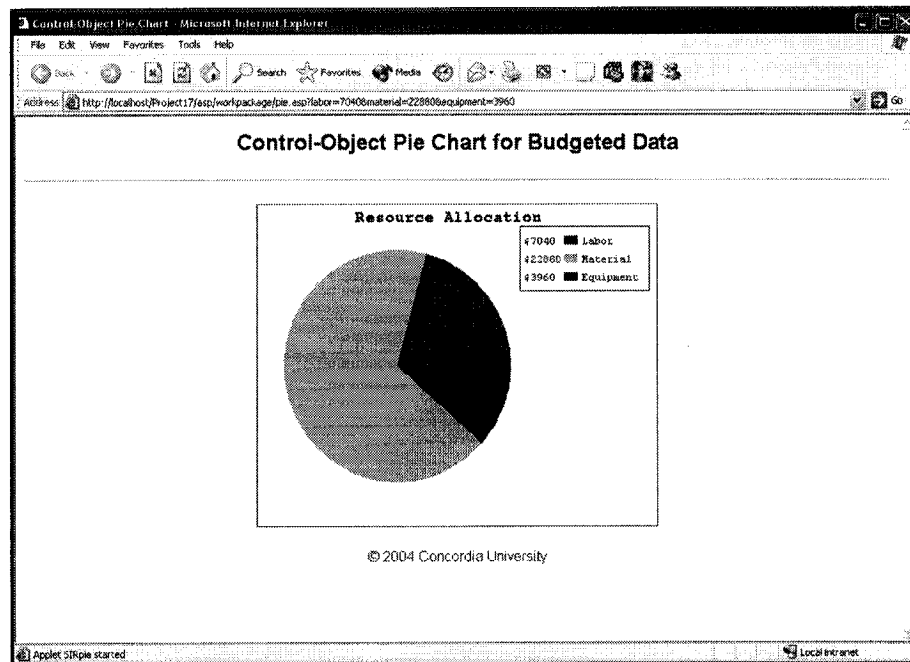 Control-Object Pie Chart - Microsoft Internet Explorer
File Edit View Favorites Tools Help
Back Search Favorites Media
Address http://localhost/Project17/asp/workpackage/pie.asp?labor=7040&material=22880&equipment=3960 Go
Control-Object Pie Chart for Budgeted Data
Resource Allocation
$7040 Labor
$22880 Material
$3960 Equipment
© 2004 Concordia University
Applet SIRpie started Local intranet